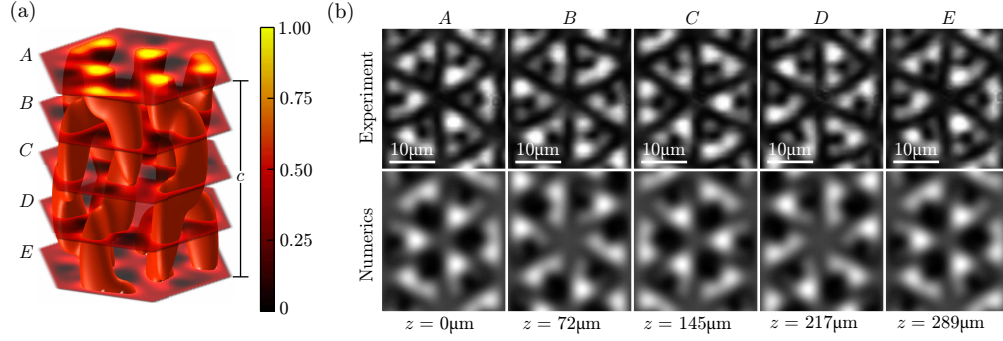 (a)
A
B
C
D
E
c
1.00
0.75
0.50
0.25
0
(b)
A B C D E
Experiment
10μm 10μm 10μm 10μm 10μm
Numerics
z = 0μm z = 72μm z = 145μm z = 217μm z = 289μm